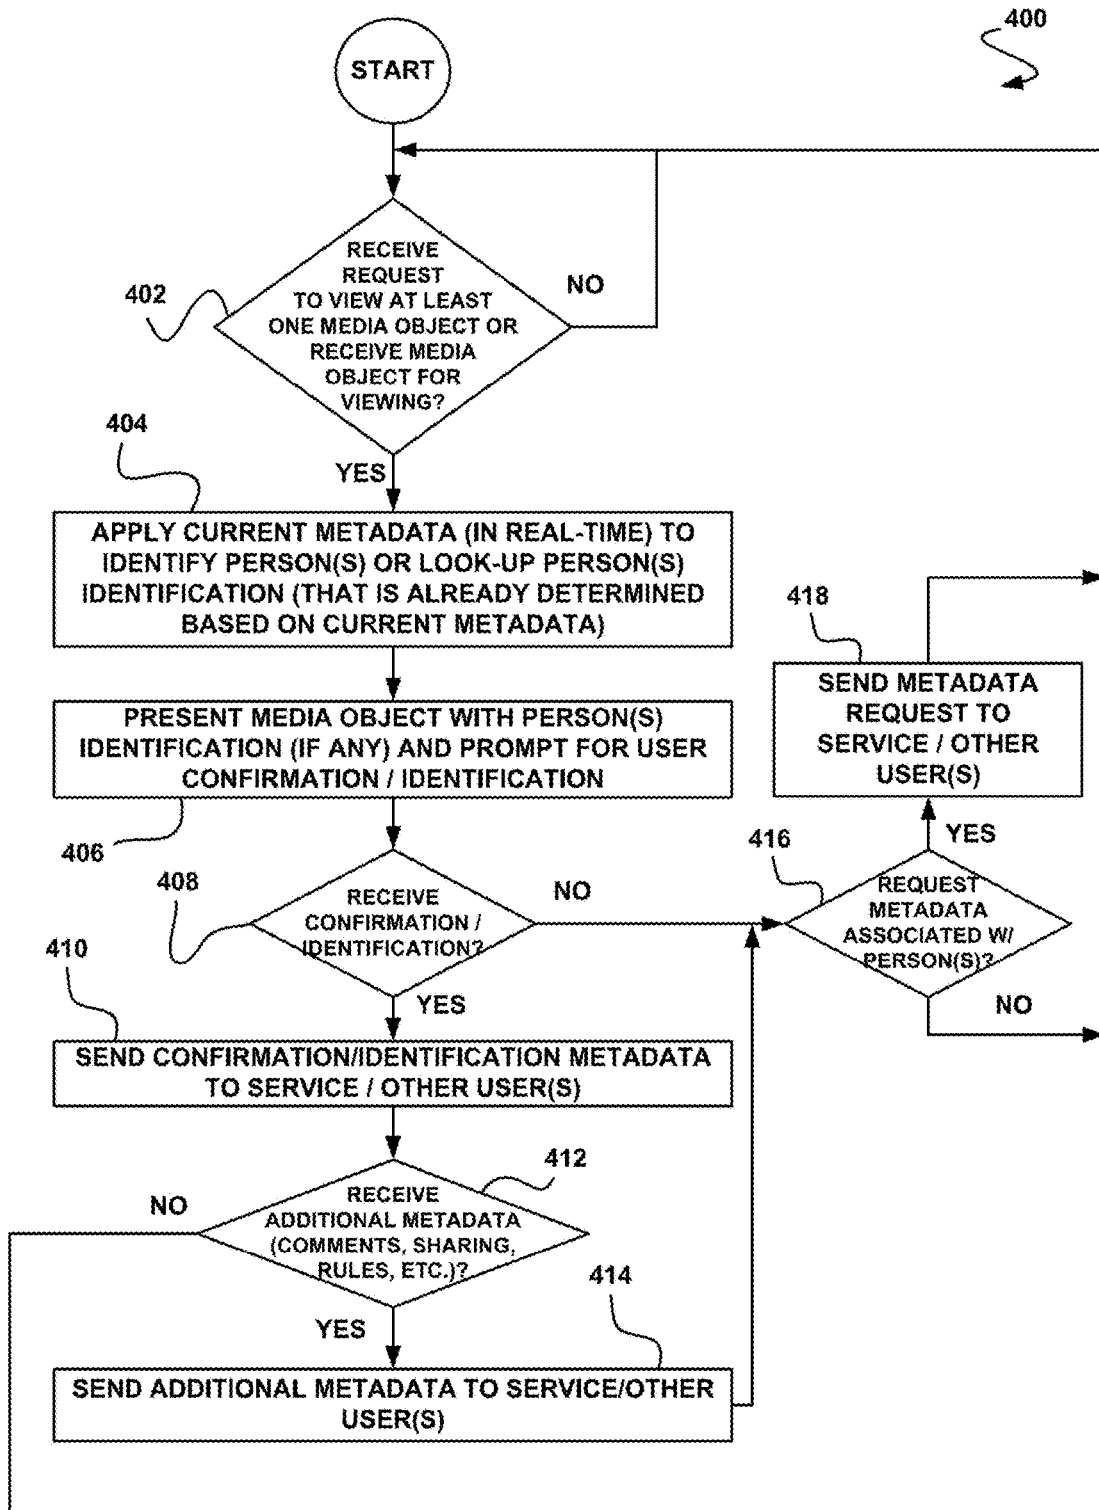 400
START
RECEIVE
REQUEST
TO VIEW AT LEAST
ONE MEDIA OBJECT OR
RECEIVE MEDIA
OBJECT FOR
VIEWING?
NO
402
YES
404
APPLY CURRENT METADATA (IN REAL-TIME) TO
IDENTIFY PERSON(S) OR LOOK-UP PERSON(S)
IDENTIFICATION (THAT IS ALREADY DETERMINED
BASED ON CURRENT METADATA)
PRESENT MEDIA OBJECT WITH PERSON(S)
IDENTIFICATION (IF ANY) AND PROMPT FOR USER
CONFIRMATION / IDENTIFICATION
406
408
RECEIVE
CONFIRMATION /
IDENTIFICATION?
NO
YES
410
SEND CONFIRMATION/IDENTIFICATION METADATA
TO SERVICE / OTHER USER(S)
412
NO
RECEIVE
ADDITIONAL METADATA
(COMMENTS, SHARING,
RULES, ETC.)?
YES
414
SEND ADDITIONAL METADATA TO SERVICE/OTHER
USER(S)
416
REQUEST
METADATA
ASSOCIATED W/
PERSON(S)?
YES
NO
418
SEND METADATA
REQUEST TO
SERVICE / OTHER
USER(S)